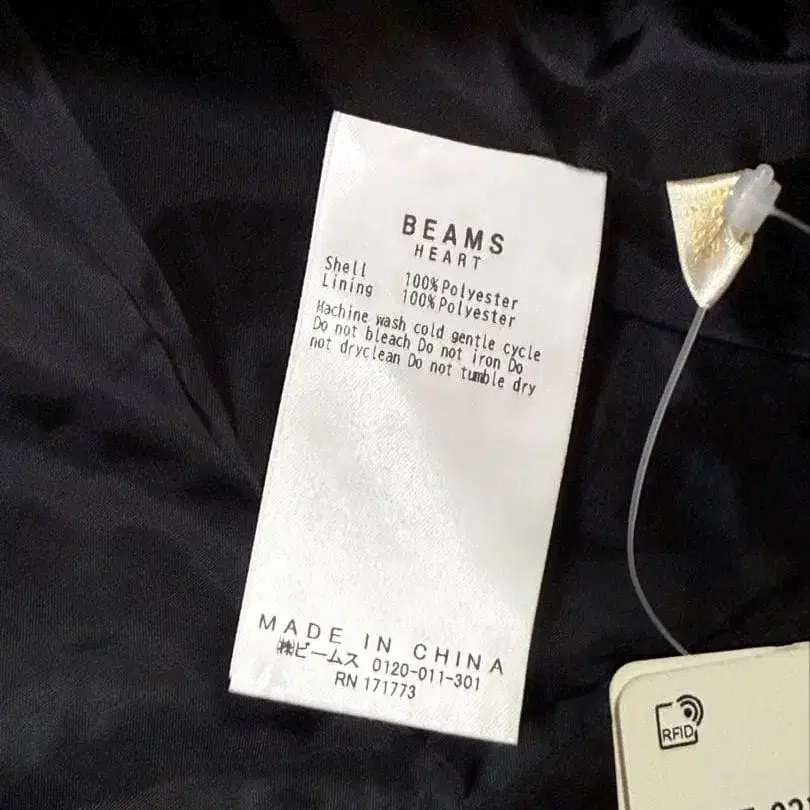 BEAMS
HEART
Shell 100%Polyester
Lining 100%Polyester
Machine wash cold gentle cycle
Do not bleach Do not iron Do
not dryclean Do not tumble dry
MADE IN CHINA
㈱ビームス 0120-011-301
RN 171773
RFID